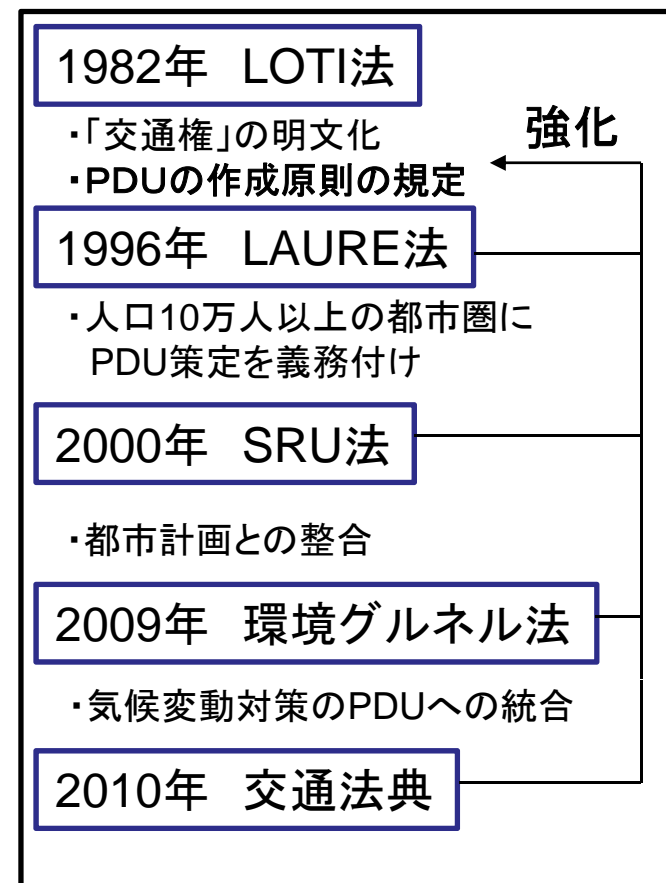 1982年　LOTI法
・「交通権」の明文化
強化
・PDUの作成原則の規定
1996年　LAURE法
・人口10万人以上の都市圏に
PDU策定を義務付け
2000年　SRU法
・都市計画との整合
2009年　環境グルネル法
・気候変動対策のPDUへの統合
2010年　交通法典